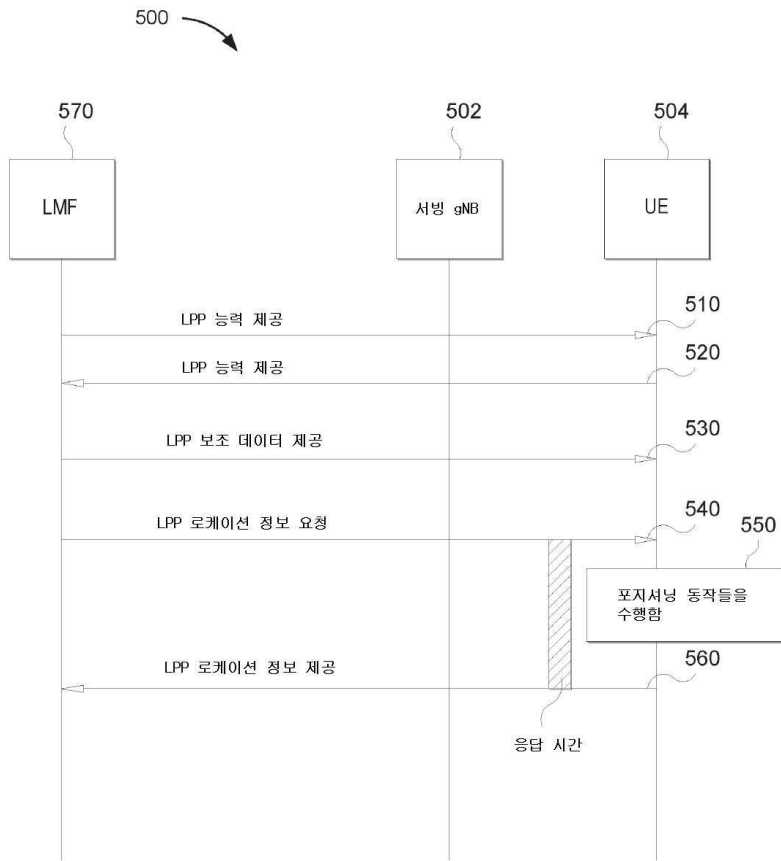 500
570
502
504
LMF
서빙 gNB
UE
LPP 능력 제공
510
LPP 능력 제공
520
LPP 보조 데이터 제공
530
LPP 로케이션 정보 요청
540
550
포지셔닝 동작들을
수행함
LPP 로케이션 정보 제공
560
응답 시간